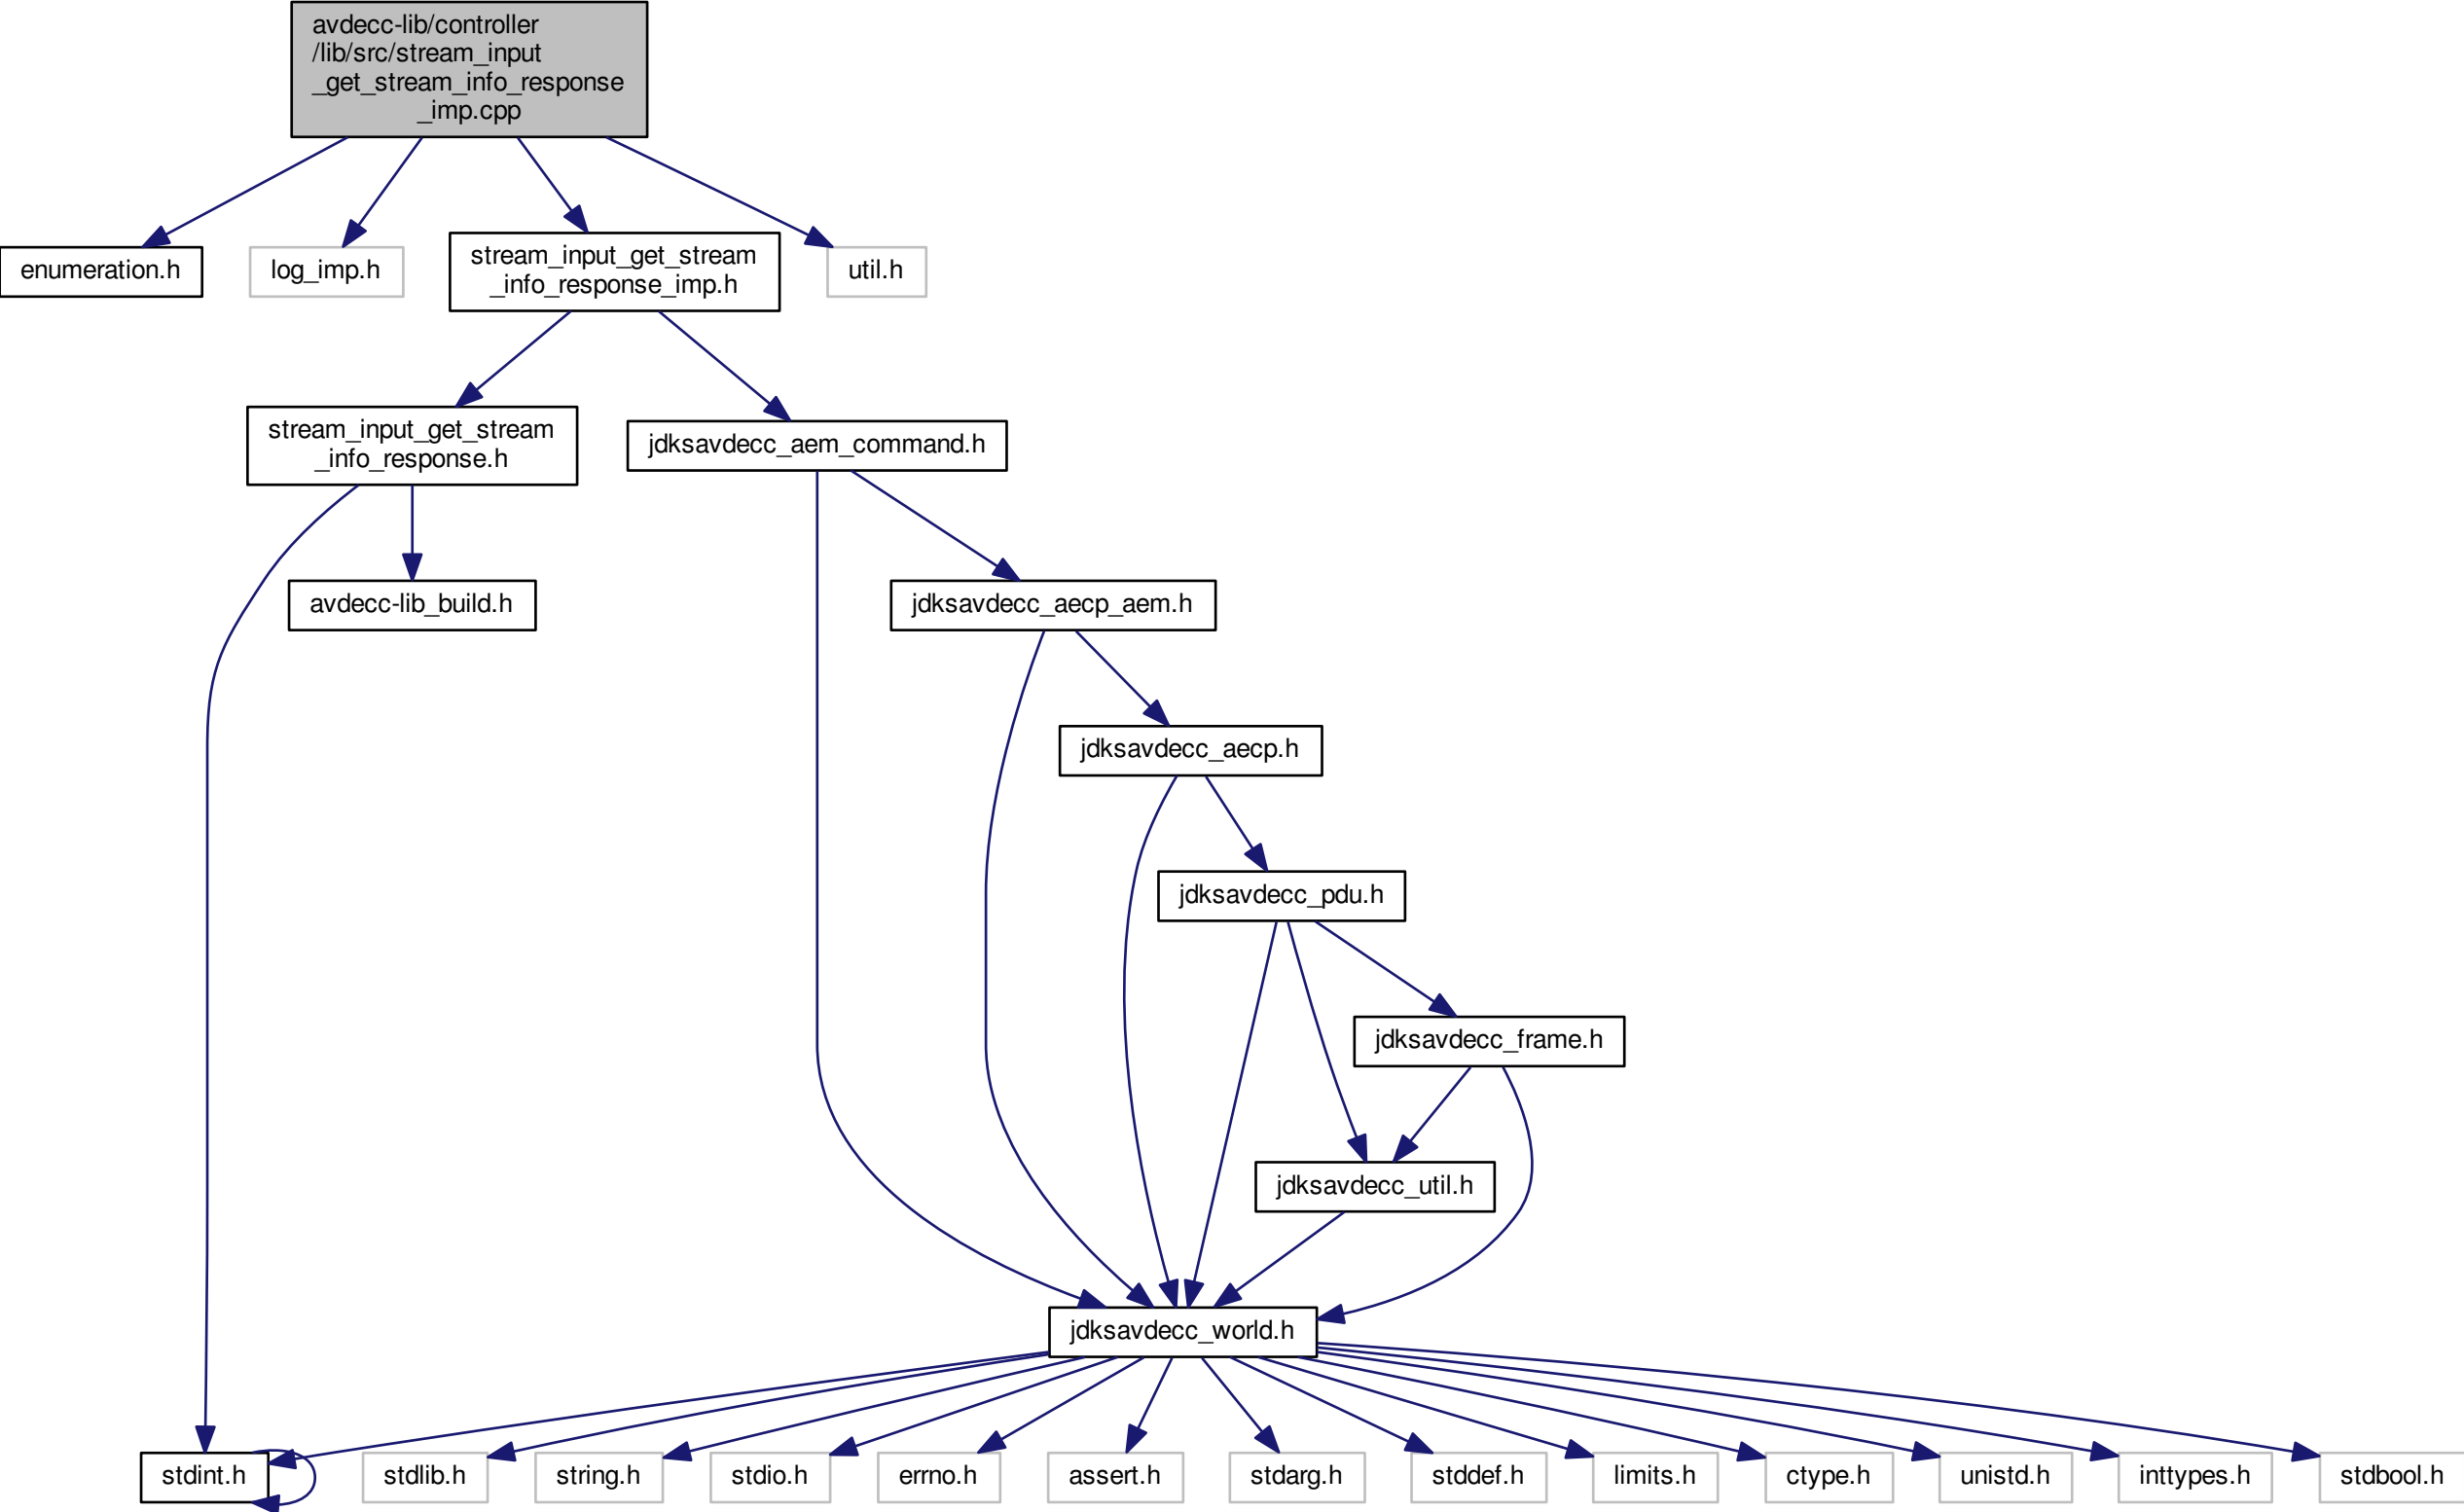 avdecc-lib/controller
/lib/src/stream_input
_get_stream_info_response
_imp.cpp
enumeration.h
log_imp.h
stream_input_get_stream
_info_response_imp.h
util.h
stream_input_get_stream
_info_response.h
jdksavdecc_aem_command.h
avdecc-lib_build.h
jdksavdecc_aecp_aem.h
jdksavdecc_aecp.h
jdksavdecc_pdu.h
jdksavdecc_frame.h
jdksavdecc_util.h
jdksavdecc_world.h
stdint.h
stdlib.h
string.h
stdio.h
errno.h
assert.h
stdarg.h
stddef.h
limits.h
ctype.h
unistd.h
inttypes.h
stdbool.h